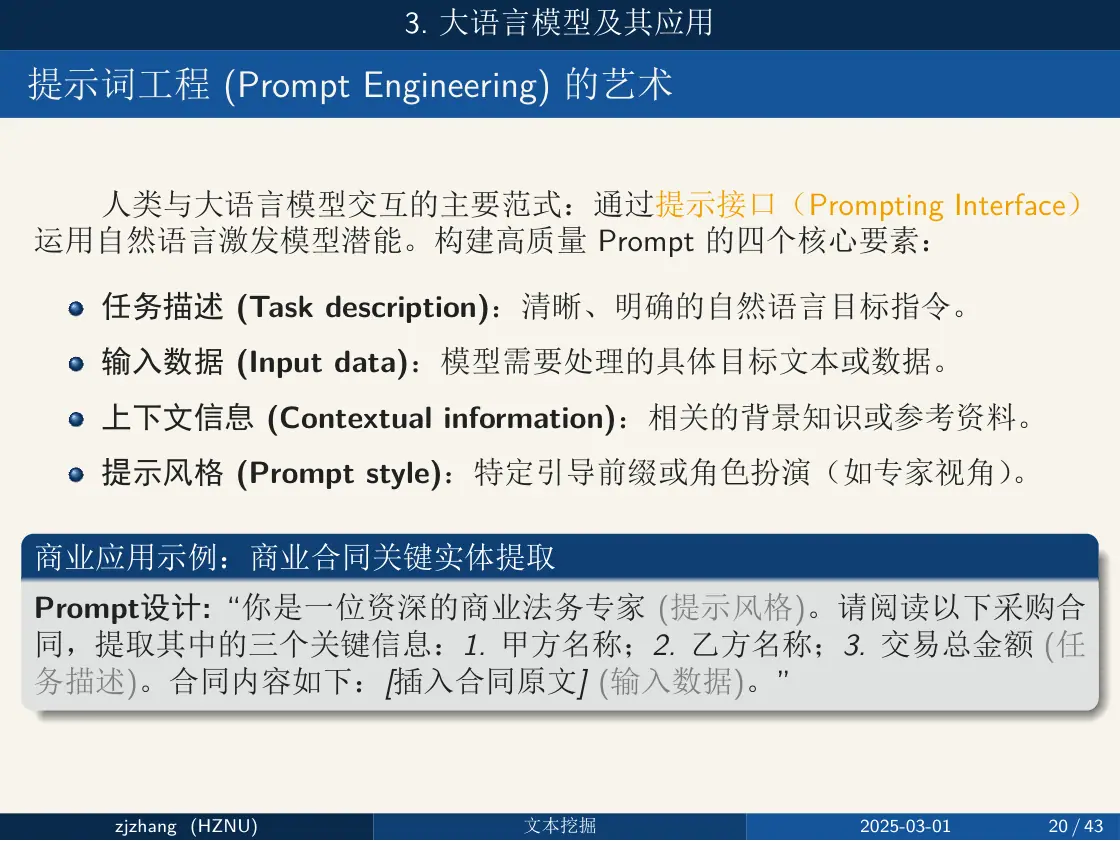 3. 大语言模型及其应用
提示词工程 (Prompt Engineering) 的艺术
人类与大语言模型交互的主要范式：通过提示接口（Prompting Interface）
运用自然语言激发模型潜能。构建高质量 Prompt 的四个核心要素：
任务描述 (Task description)：清晰、明确的自然语言目标指令。
输入数据 (Input data)：模型需要处理的具体目标文本或数据。
上下文信息 (Contextual information)：相关的背景知识或参考资料。
提示风格 (Prompt style)：特定引导前缀或角色扮演（如专家视角）。
商业应用示例：商业合同关键实体提取
Prompt设计: “你是一位资深的商业法务专家 (提示风格)。请阅读以下采购合
同，提取其中的三个关键信息：1. 甲方名称；2. 乙方名称；3. 交易总金额 (任
务描述)。合同内容如下：[插入合同原文] (输入数据)。”
zjzhang (HZNU) 文本挖掘 2025-03-01 20 / 43